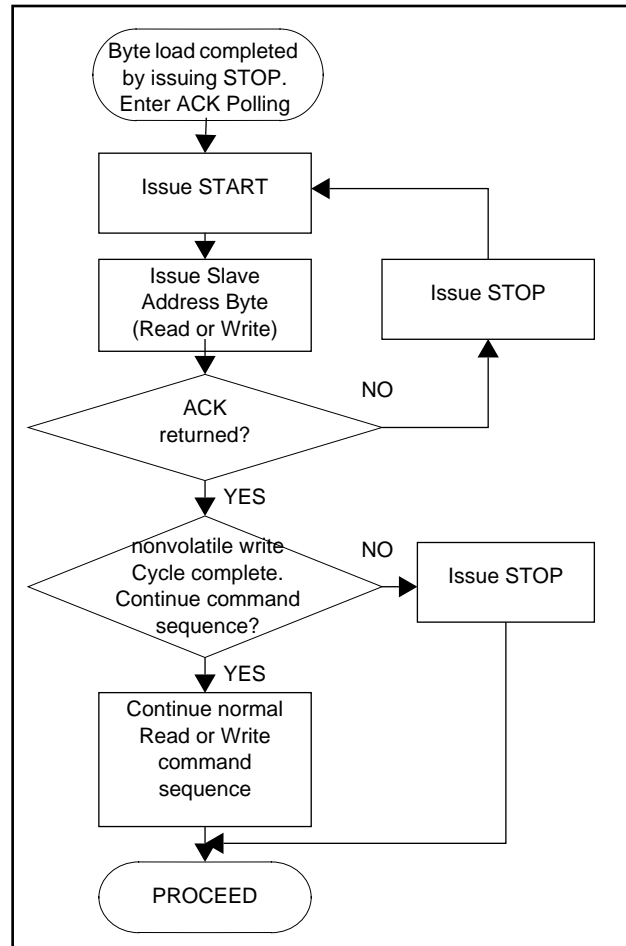 Byte load completed
by issuing STOP.
Enter ACK Polling
Issue START
Issue Slave
Address Byte
(Read or Write)
Issue STOP
ACK
returned?
NO
YES
nonvolatile write
Cycle complete.
Continue command
sequence?
NO
Issue STOP
YES
Continue normal
Read or Write
command
sequence
PROCEED